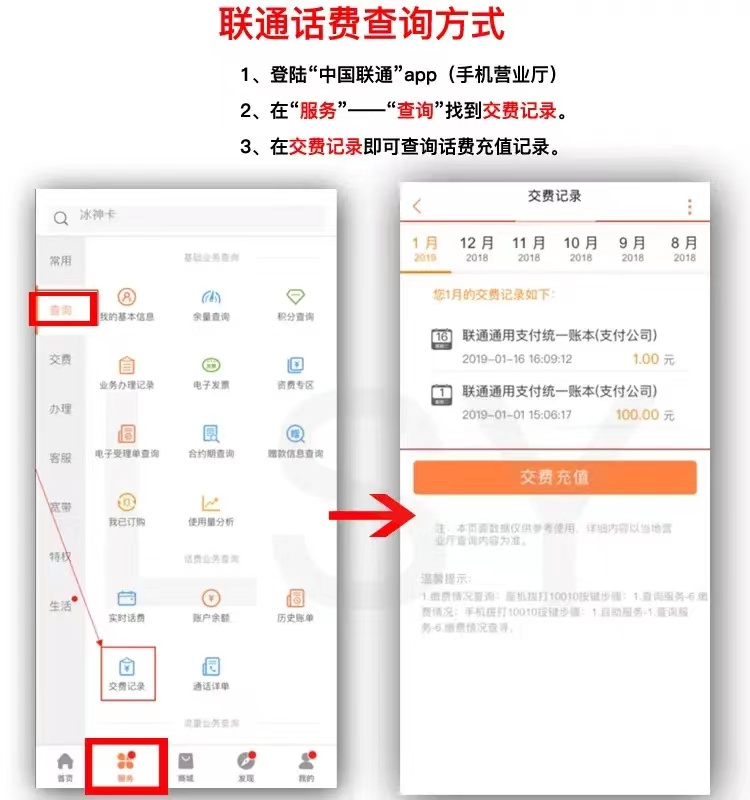 联通话费查询方式
1、登陆“中国联通”app（手机营业厅）
2、在“服务”——“查询”找到交费记录。
3、在交费记录即可查询话费充值记录。
冰神卡
常用
查询
交费
办理
客服
宽带
特权
生活
基础业务查询
我的基本信息
余量查询
积分查询
业务办理记录
电子发票
资费专区
电子受理单查询
合约期查询
赠款信息查询
我已订购
使用量分析
话费业务查询
实时话费
账户余额
历史账单
交费记录
通话详单
流量业务查询
首页
服务
商城
发现
我的
交费记录
1月 12月 11月 10月 9月 8月
2019 2018 2018 2018 2018 2018
您1月的交费记录如下:
16
联通通用支付统一账本(支付公司)
2019-01-16 16:09:12 1.00 元
1
联通通用支付统一账本(支付公司)
2019-01-01 15:06:17 100.00 元
交费充值
注：本页面数据仅供参考使用，详细内容以当地营
业厅查询内容为准。
温馨提示:
1.缴费情况查询：座机拨打10010按键步骤：1.查询服务-6.缴
费情况；手机拨打10010按键步骤：1.自助服务-1.查询服
务-6.缴费情况查寻。
LSY